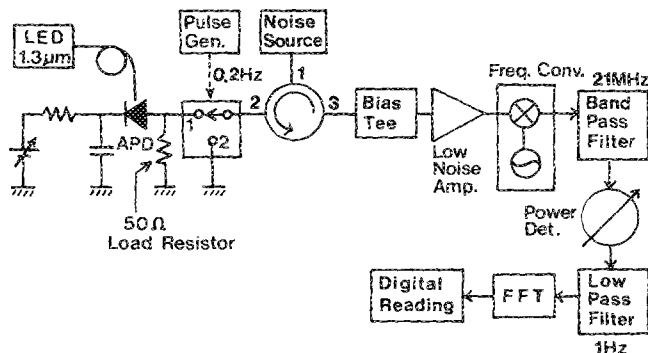 LED
1.3μm
Pulse
Gen.
Noise
Source
0.2Hz
1
2
3
1
2
APD
50Ω
Load Resistor
Bias
Tee
Low
Noise
Amp.
Freq. Conv.
21MHz
Band
Pass
Filter
Power
Det.
Low
Pass
Filter
1Hz
FFT
Digital
Reading